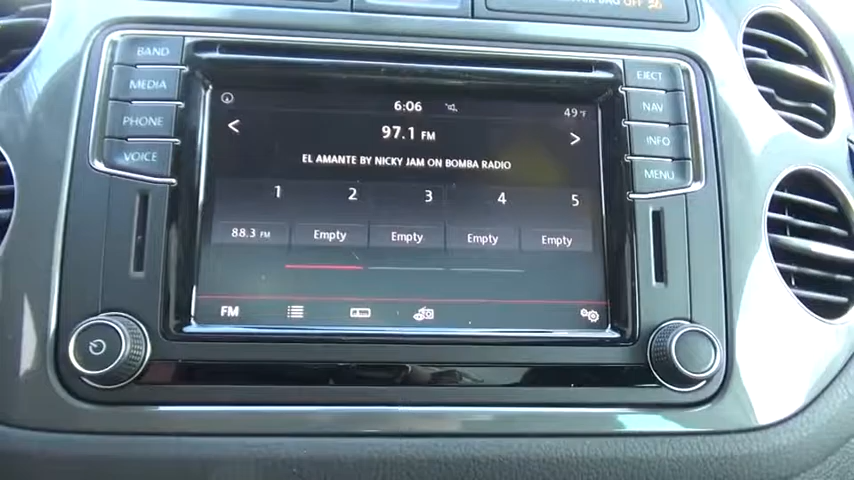 OFF
BAND
MEDIA
PHONE
VOICE
EJECT
NAV
INFO
MENU
6:06
49°F
<
97.1 FM
>
EL AMANTE BY NICKY JAM ON BOMBA RADIO
1 2 3 4 5
88.3 FM Empty Empty Empty Empty
FM